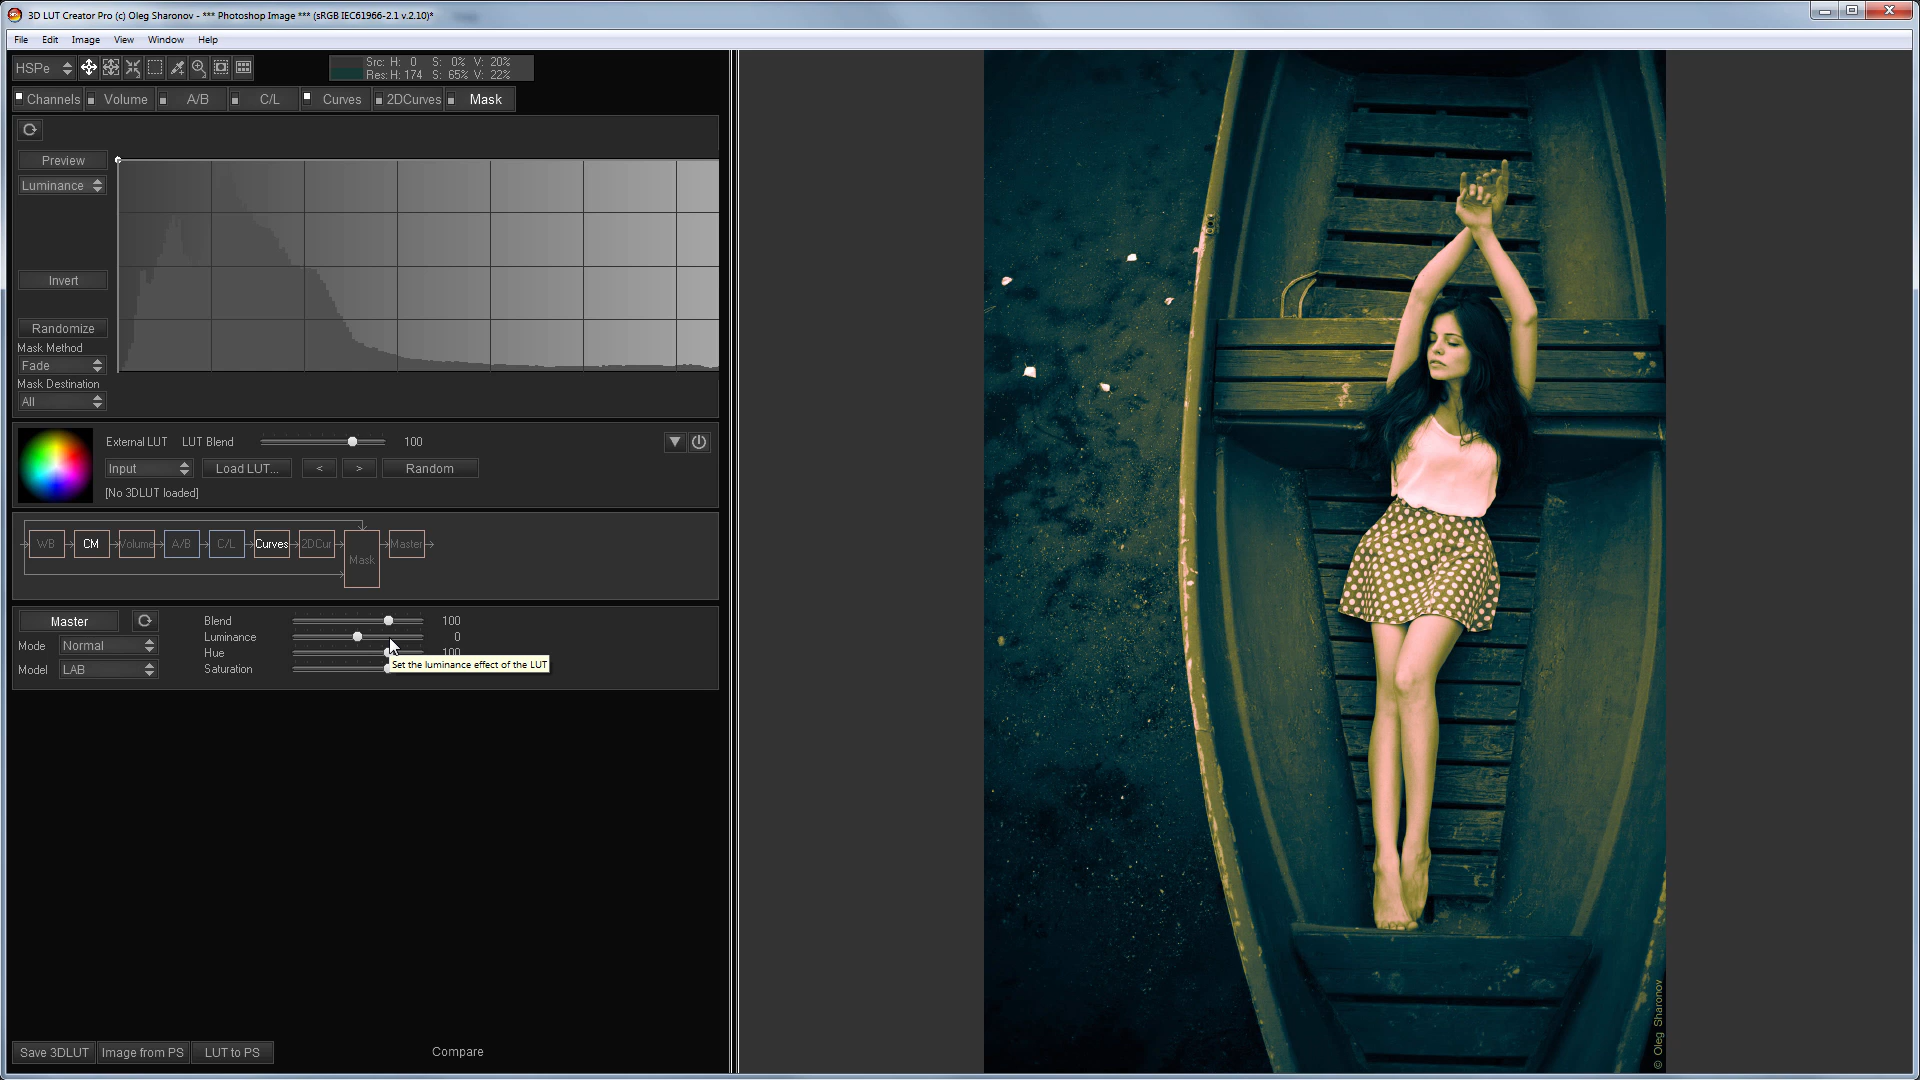 3D LUT Creator Pro (c) Oleg Sharonov - *** Photoshop Image *** (sRGB IEC61966-2.1 v.2.10)*
File Edit Image View Window Help
HSPe
Src: H: 0 S: 0% V: 20%
Res: H: 174 S: 65% V: 22%
Channels Volume A/B C/L Curves 2DCurves Mask
Preview
Luminance
Invert
Randomize
Mask Method
Fade
Mask Destination
All
External LUT LUT Blend 100
Input Load LUT... < > Random
[No 3DLUT loaded]
WB CM Volume A/B C/L Curves 2DCur Mask Master
Master Blend 100
Luminance 0
Mode Normal Hue 100
Model LAB Saturation
Set the luminance effect of the LUT
Save 3DLUT Image from PS LUT to PS Compare
© Oleg Sharonov